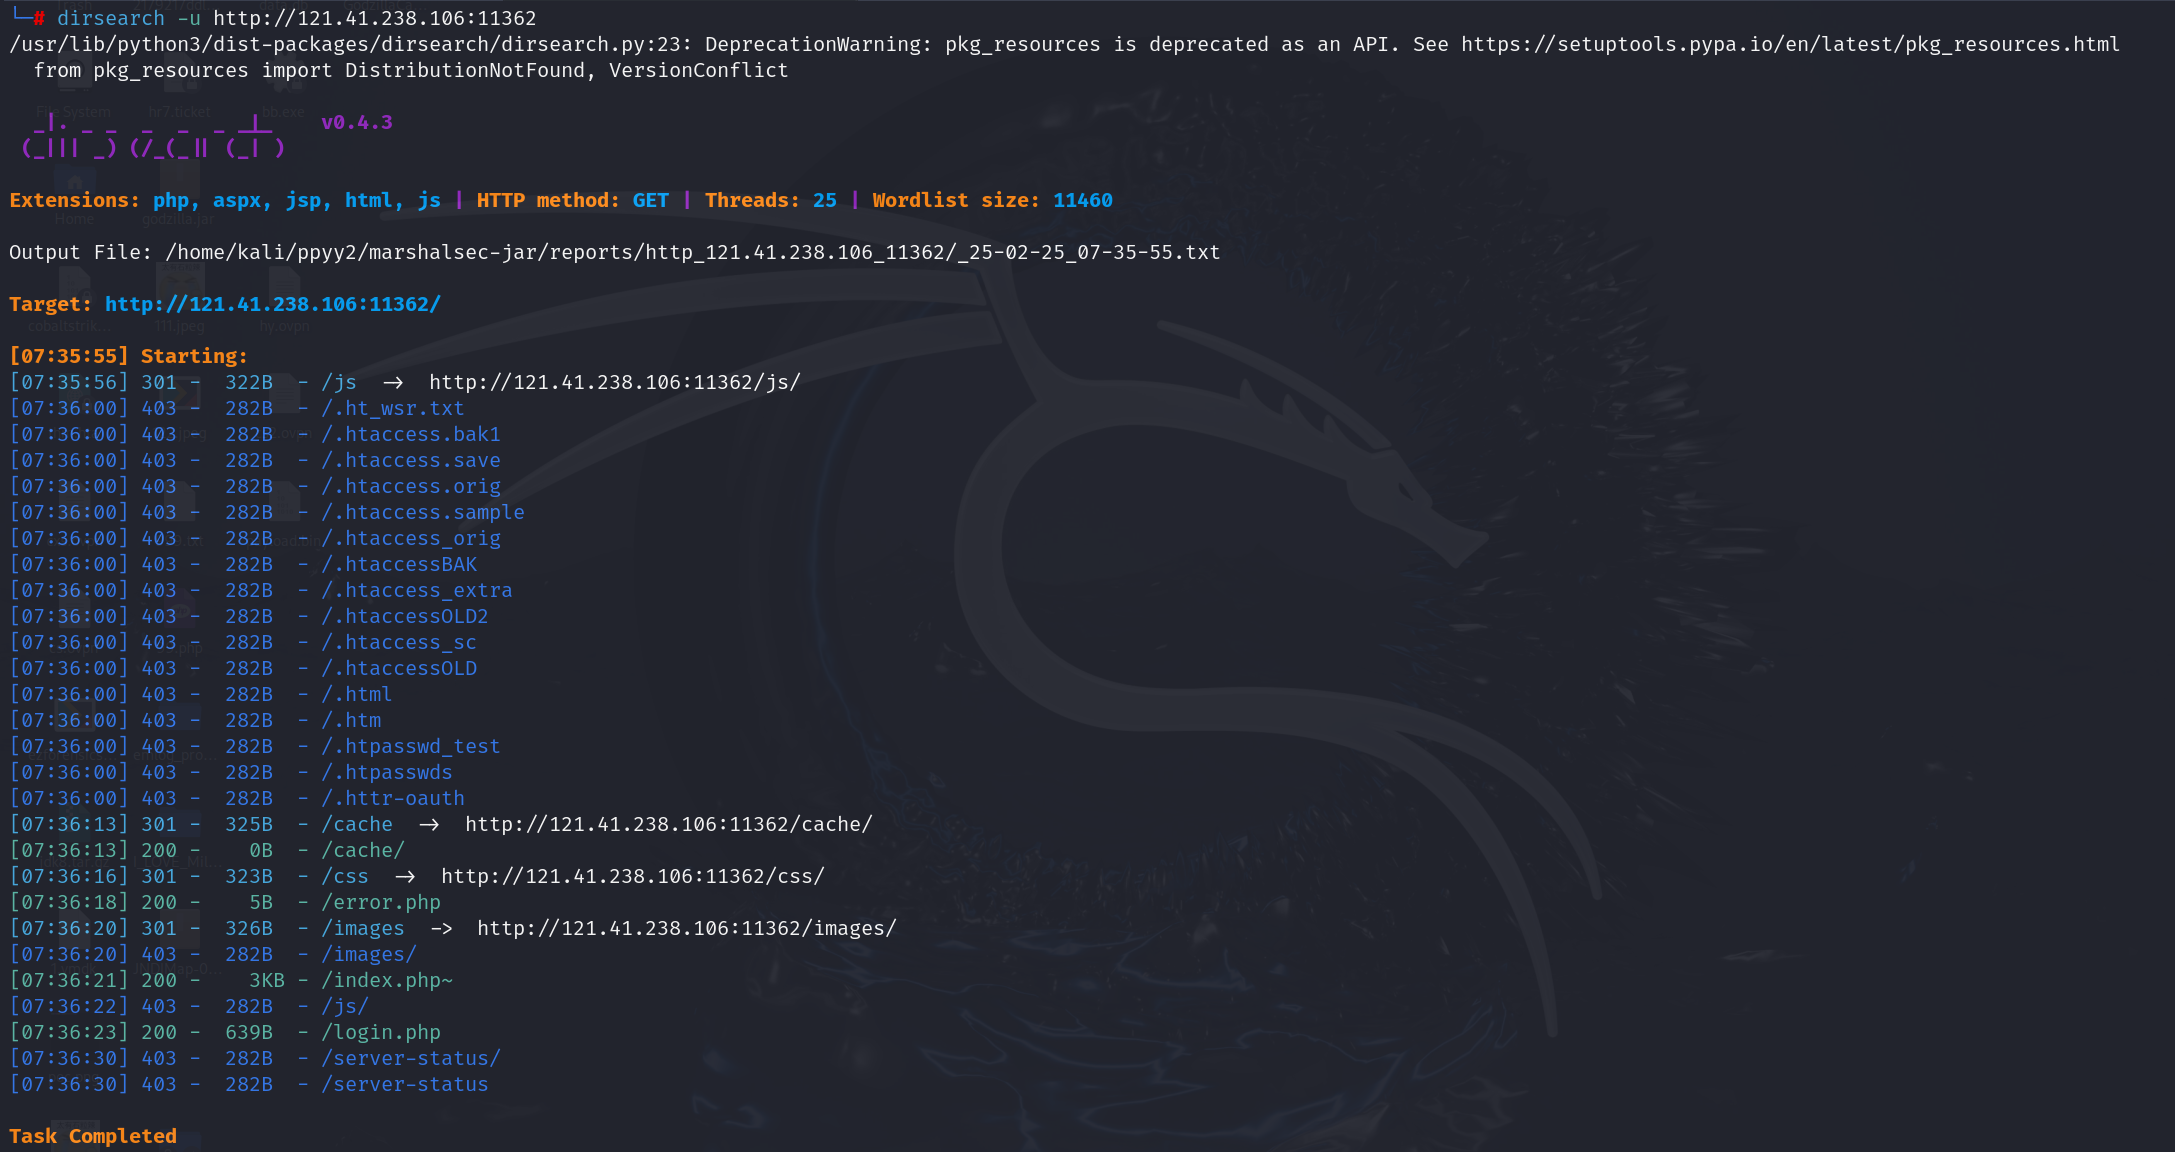 └─# dirsearch -u http://121.41.238.106:11362
/usr/lib/python3/dist-packages/dirsearch/dirsearch.py:23: DeprecationWarning: pkg_resources is deprecated as an API. See https://setuptools.pypa.io/en/latest/pkg_resources.html
  from pkg_resources import DistributionNotFound, VersionConflict
  _|. _ _  _  _  _ _|_    v0.4.3
 (_||| _) (/_(_|| (_| )
Extensions: php, aspx, jsp, html, js | HTTP method: GET | Threads: 25 | Wordlist size: 11460
Output File: /home/kali/ppyy2/marshalsec-jar/reports/http_121.41.238.106_11362/_25-02-25_07-35-55.txt
Target: http://121.41.238.106:11362/
[07:35:55] Starting:
[07:35:56] 301 -  322B  - /js  ->  http://121.41.238.106:11362/js/
[07:36:00] 403 -  282B  - /.ht_wsr.txt
[07:36:00] 403 -  282B  - /.htaccess.bak1
[07:36:00] 403 -  282B  - /.htaccess.save
[07:36:00] 403 -  282B  - /.htaccess.orig
[07:36:00] 403 -  282B  - /.htaccess.sample
[07:36:00] 403 -  282B  - /.htaccess_orig
[07:36:00] 403 -  282B  - /.htaccessBAK
[07:36:00] 403 -  282B  - /.htaccess_extra
[07:36:00] 403 -  282B  - /.htaccessOLD2
[07:36:00] 403 -  282B  - /.htaccess_sc
[07:36:00] 403 -  282B  - /.htaccessOLD
[07:36:00] 403 -  282B  - /.html
[07:36:00] 403 -  282B  - /.htm
[07:36:00] 403 -  282B  - /.htpasswd_test
[07:36:00] 403 -  282B  - /.htpasswds
[07:36:00] 403 -  282B  - /.httr-oauth
[07:36:13] 301 -  325B  - /cache  ->  http://121.41.238.106:11362/cache/
[07:36:13] 200 -    0B  - /cache/
[07:36:16] 301 -  323B  - /css  ->  http://121.41.238.106:11362/css/
[07:36:18] 200 -    5B  - /error.php
[07:36:20] 301 -  326B  - /images  ->  http://121.41.238.106:11362/images/
[07:36:20] 403 -  282B  - /images/
[07:36:21] 200 -    3KB - /index.php~
[07:36:22] 403 -  282B  - /js/
[07:36:23] 200 -  639B  - /login.php
[07:36:30] 403 -  282B  - /server-status/
[07:36:30] 403 -  282B  - /server-status
Task Completed